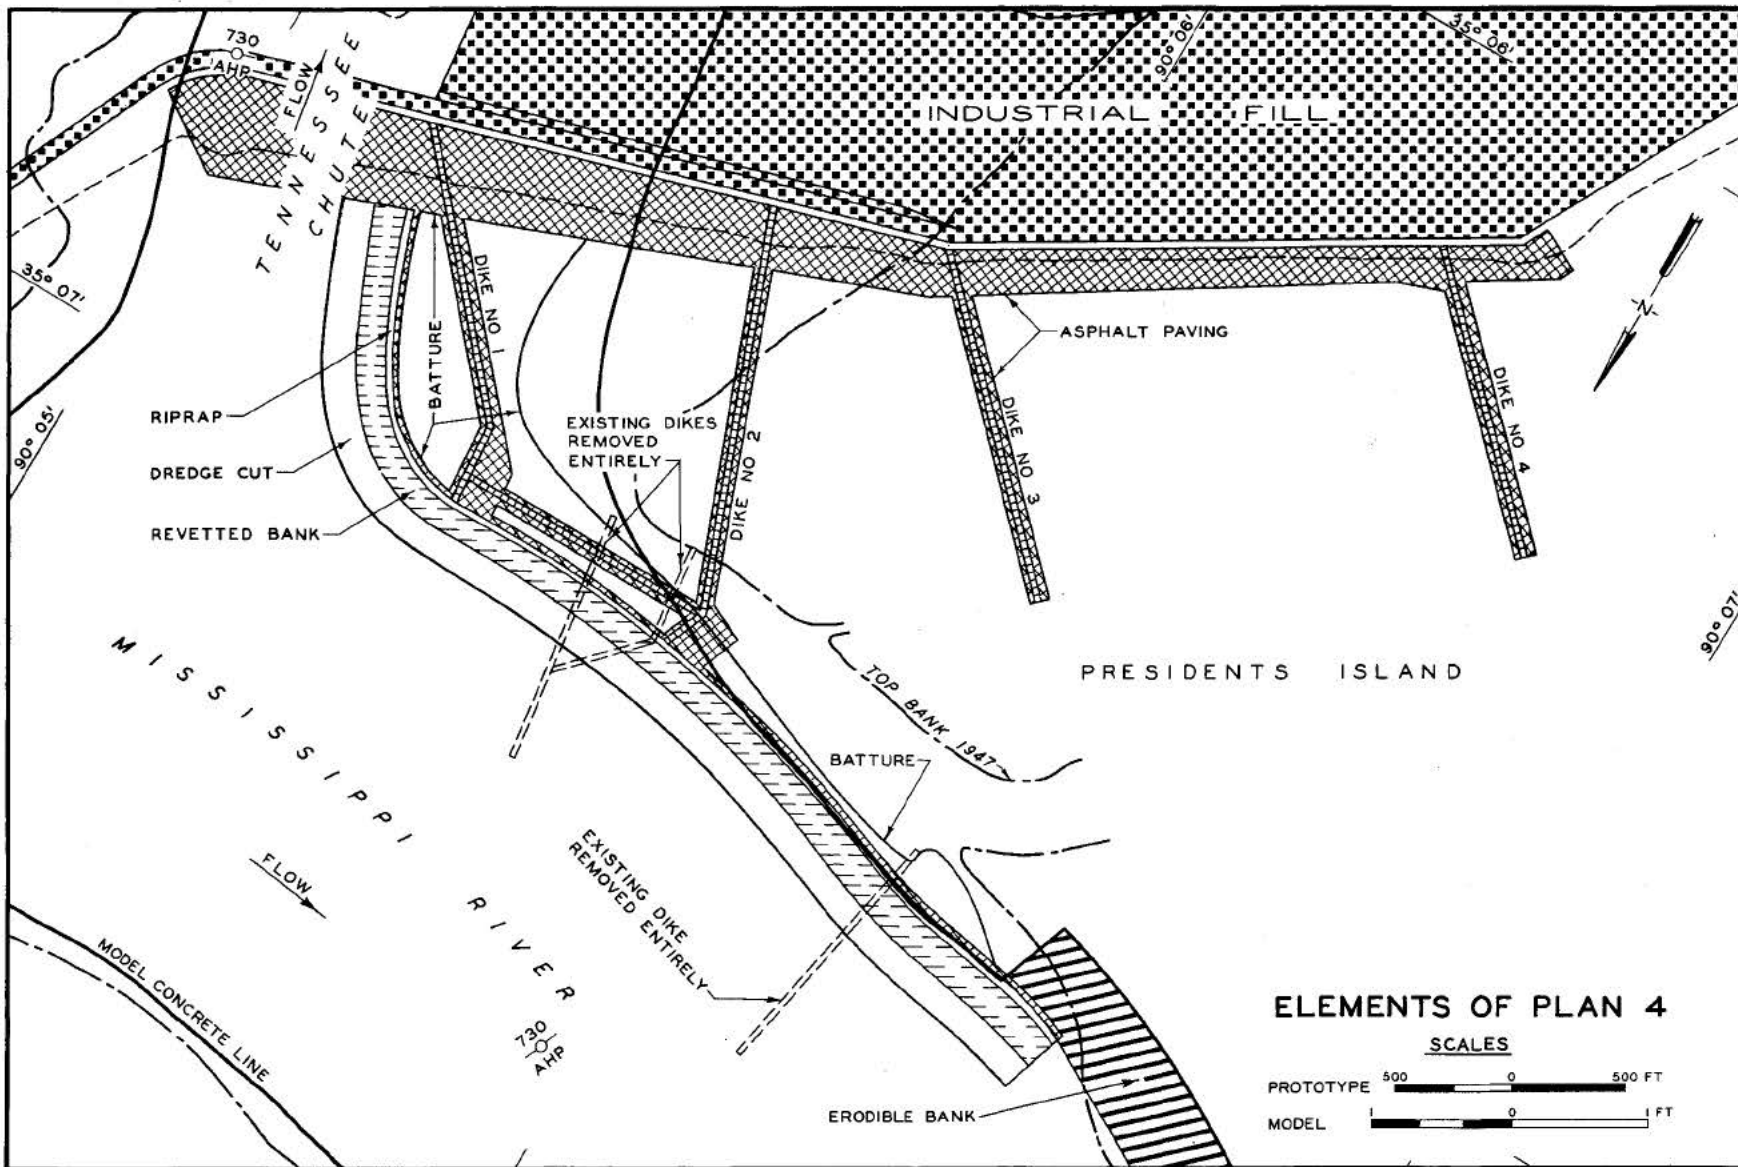 730
AHP
FLOW
TENNESSEE
CHUTE
90° 06'
35° 06'
INDUSTRIAL FILL
35° 07'
DIKE NO 1
BATTURE
-N-
ASPHALT PAVING
RIPRAP
90° 05'
DREDGE CUT
REVETTED BANK
EXISTING DIKES
REMOVED
ENTIRELY
DIKE NO 2
DIKE NO 3
DIKE NO 4
90° 07'
MISSISSIPPI RIVER
PRESIDENTS ISLAND
TOP BANK 1947
BATTURE
FLOW
EXISTING DIKE
REMOVED ENTIRELY
MODEL CONCRETE LINE
730
AHP
ERODIBLE BANK
ELEMENTS OF PLAN 4
SCALES
PROTOTYPE 500 0 500 FT
MODEL 1 0 1 FT